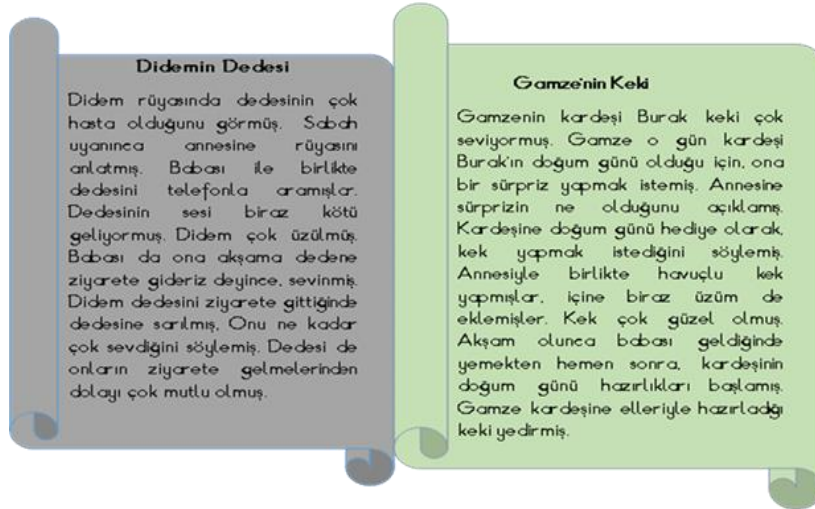 Didemin Dedesi
Didem rüyasında dedesinin çok
hasta olduğunu görmüş. Sabah
uyanınca annesine rüyasını
anlatmış. Babası ile birlikte
dedesini telefonla aramışlar.
Dedesinin sesi biraz kötü
geliyormuş. Didem çok üzülmüş.
Babası da ona akşama dedene
ziyarete gideriz deyince, sevinmiş.
Didem dedesini ziyarete gittiğinde
dedesine sarılmış, Onu ne kadar
çok sevdiğini söylemiş. Dedesi de
onların ziyarete gelmelerinden
dolayı çok mutlu olmuş.
Gamze'nin Keki
Gamzenin kardeşi Burak keki çok
seviyormuş. Gamze o gün kardeşi
Burak'ın doğum günü olduğu için, ona
bir sürpriz yapmak istemiş. Annesine
sürprizin ne olduğunu açıklamış.
Kardeşine doğum günü hediye olarak,
kek yapmak istediğini söylemiş.
Annesiyle birlikte havuçlu kek
yapmışlar, içine biraz üzüm de
eklemişler. Kek çok güzel olmuş.
Akşam olunca babası geldiğinde
yemekten hemen sonra, kardeşinin
doğum günü hazırlıkları başlamış.
Gamze kardeşine elleriyle hazırladığı
keki yedirmiş.